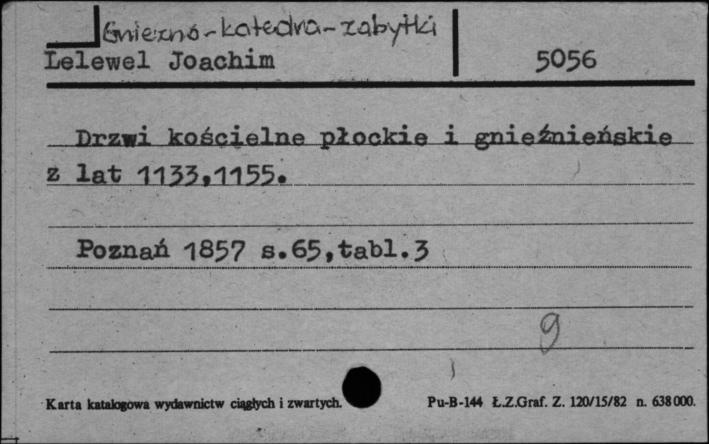 Gniezno-katedra-zabytki
Lelewel Joachim 5056
Drzwi kościelne płockie i gnieźnieńskie
z lat 1133,1155.
Poznań 1857 s.65,tabl.3
9
Karta katalogowa wydawnictw ciągłych i zwartych. Pu-B-144 Ł.Z.Graf. Z. 120/15/82 n. 638000.